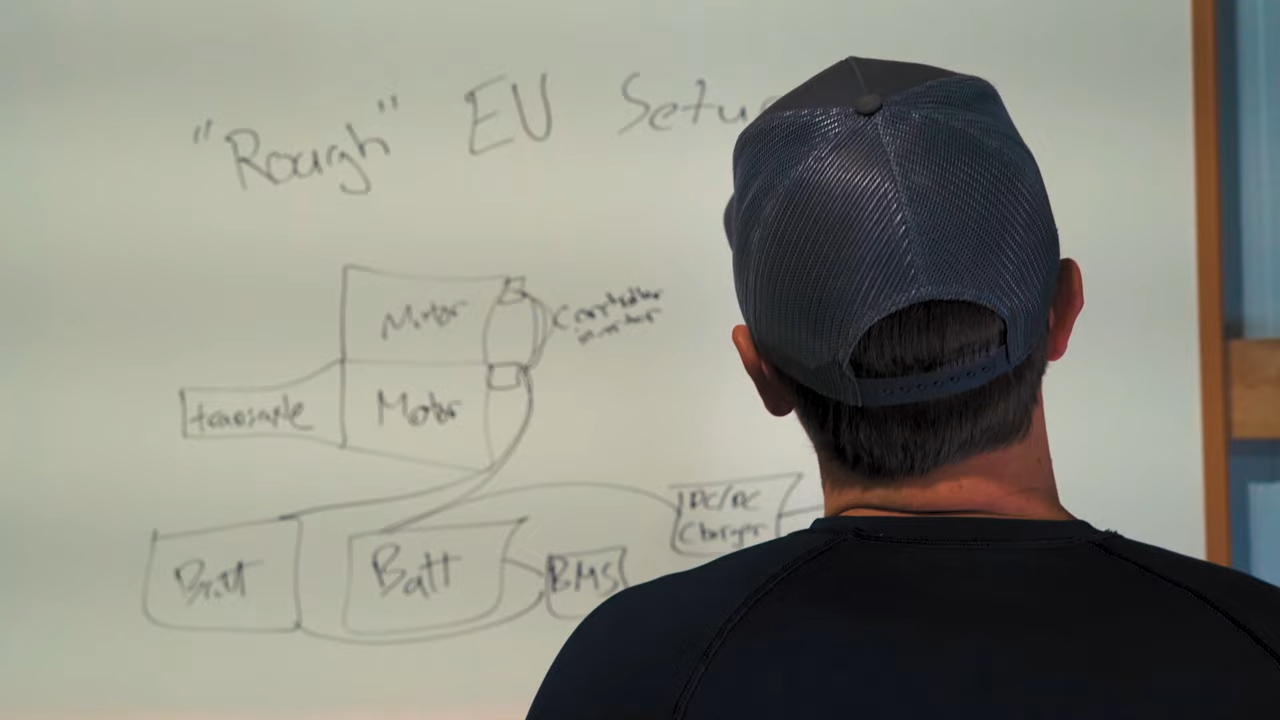 "Rough" EV Setu
Motor
Controller
inverter
Motor
transaxle
DC/DC
Charger
Batt
Batt
BMS